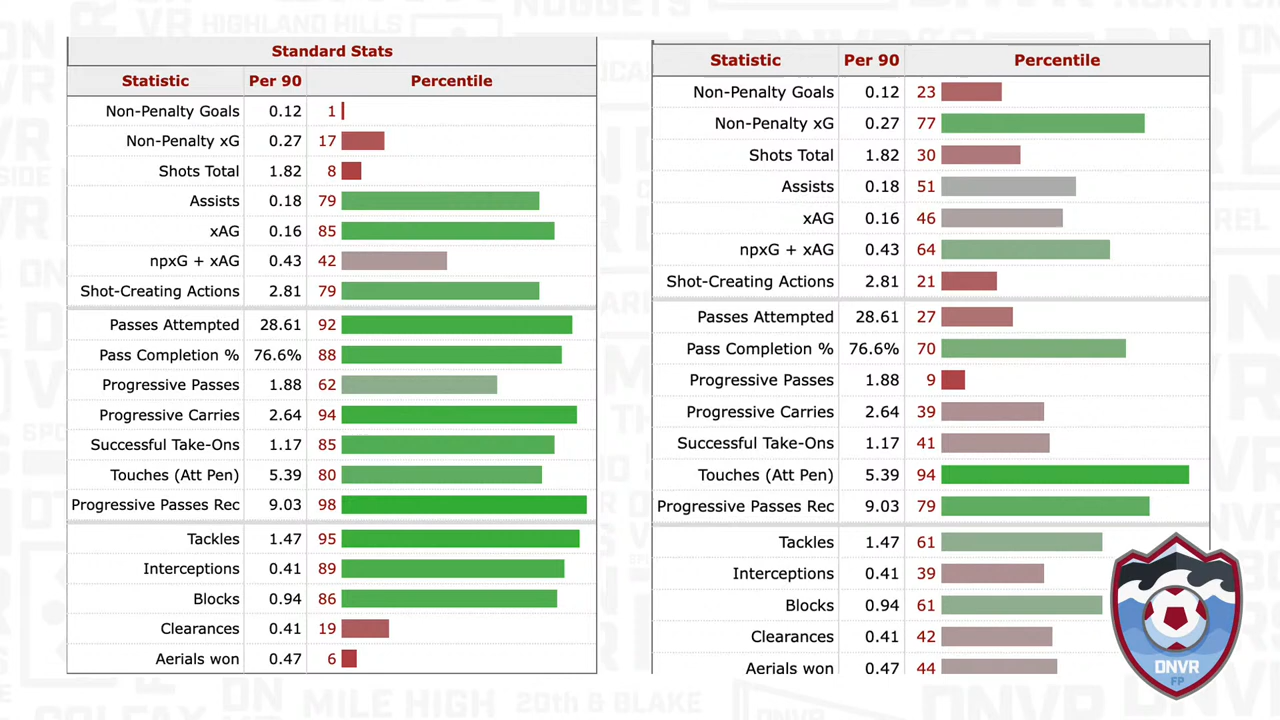 Standard Stats
Statistic Per 90 Percentile
Non-Penalty Goals 0.12 1
Non-Penalty xG 0.27 17
Shots Total 1.82 8
Assists 0.18 79
xAG 0.16 85
npxG + xAG 0.43 42
Shot-Creating Actions 2.81 79
Passes Attempted 28.61 92
Pass Completion % 76.6% 88
Progressive Passes 1.88 62
Progressive Carries 2.64 94
Successful Take-Ons 1.17 85
Touches (Att Pen) 5.39 80
Progressive Passes Rec 9.03 98
Tackles 1.47 95
Interceptions 0.41 89
Blocks 0.94 86
Clearances 0.41 19
Aerials won 0.47 6
Statistic Per 90 Percentile
Non-Penalty Goals 0.12 23
Non-Penalty xG 0.27 77
Shots Total 1.82 30
Assists 0.18 51
xAG 0.16 46
npxG + xAG 0.43 64
Shot-Creating Actions 2.81 21
Passes Attempted 28.61 27
Pass Completion % 76.6% 70
Progressive Passes 1.88 9
Progressive Carries 2.64 39
Successful Take-Ons 1.17 41
Touches (Att Pen) 5.39 94
Progressive Passes Rec 9.03 79
Tackles 1.47 61
Interceptions 0.41 39
Blocks 0.94 61
Clearances 0.41 42
Aerials won 0.47 44
DNVR
FP
HIGHLAND HILLS
NUGGETS
MILE HIGH
20th & BLAKE
DNVR